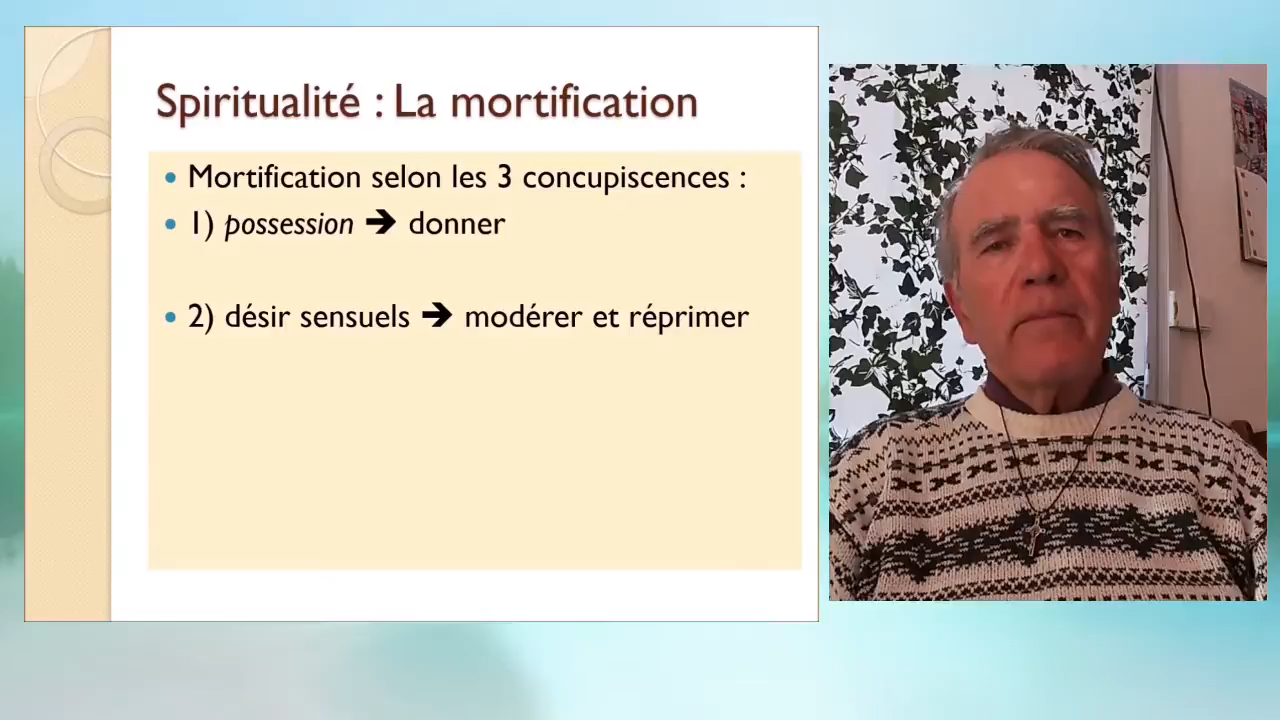 Spiritualité : La mortification
• Mortification selon les 3 concupiscences :
• 1) possession ➔ donner
• 2) désir sensuels ➔ modérer et réprimer